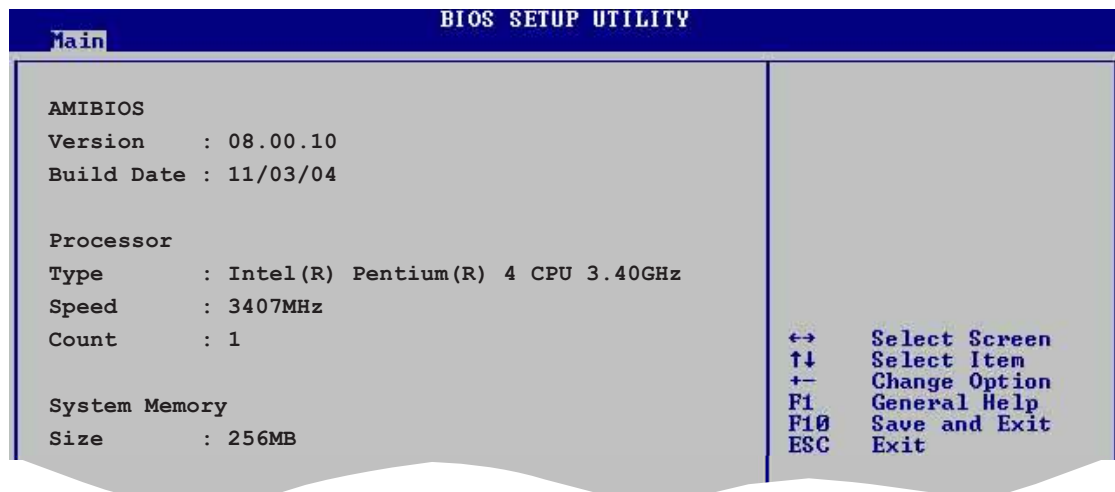 BIOS SETUP UTILITY
Main
AMIBIOS
Version : 08.00.10
Build Date : 11/03/04
Processor
Type : Intel(R) Pentium(R) 4 CPU 3.40GHz
Speed : 3407MHz
Count : 1
System Memory
Size : 256MB
←→ Select Screen
↑↓ Select Item
+- Change Option
F1 General Help
F10 Save and Exit
ESC Exit